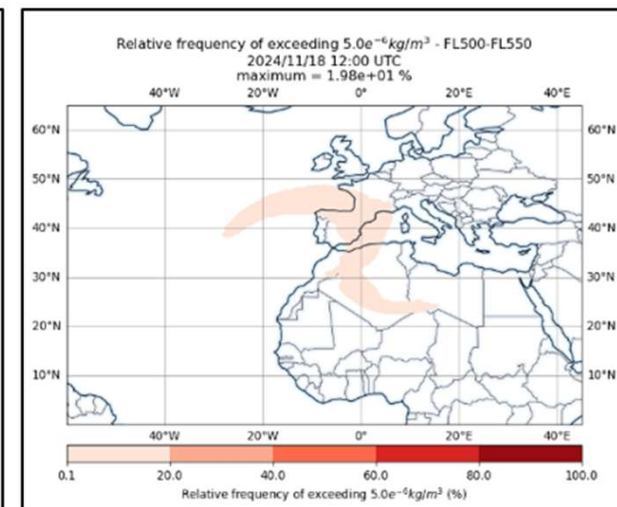 Relative frequency of exceeding 5.0e⁻⁶kg/m³ - FL500-FL550
2024/11/18 12:00 UTC
maximum = 1.98e+01 %
40°W 20°W 0° 20°E 40°E
60°N 60°N
50°N 50°N
40°N 40°N
30°N 30°N
20°N 20°N
10°N 10°N
40°W 20°W 0° 20°E 40°E
0.1 20.0 40.0 60.0 80.0 100.0
Relative frequency of exceeding 5.0e⁻⁶kg/m³ (%)